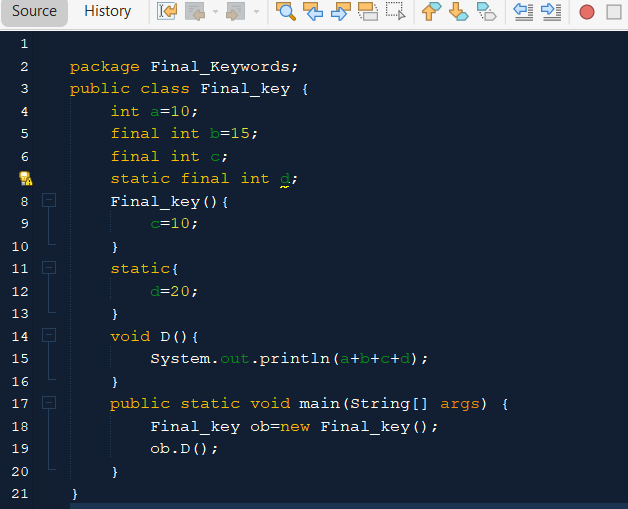 Source History
1
2 package Final_Keywords;
3 public class Final_key {
4 int a=10;
5 final int b=15;
6 final int c;
static final int d;
8 Final_key(){
9 c=10;
10 }
11 static{
12 d=20;
13 }
14 void D(){
15 System.out.println(a+b+c+d);
16 }
17 public static void main(String[] args) {
18 Final_key ob=new Final_key();
19 ob.D();
20 }
21 }